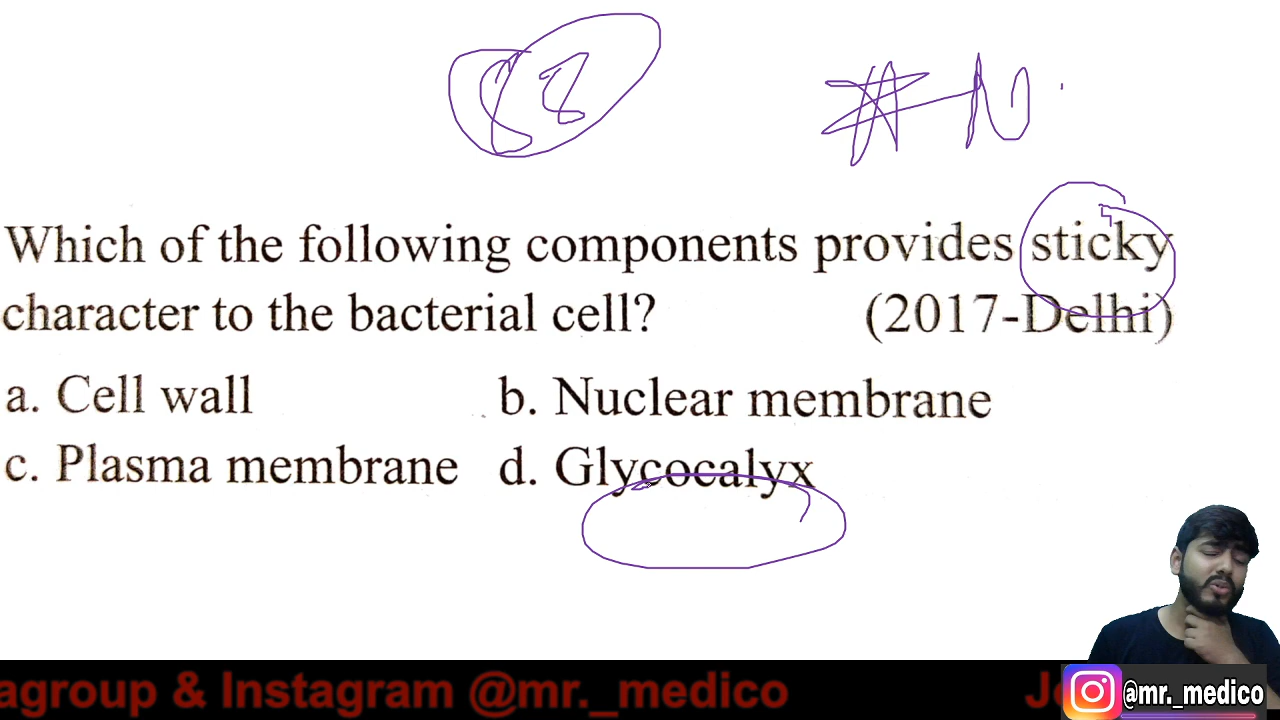 Which of the following components provides sticky
character to the bacterial cell? (2017-Delhi)
a. Cell wall b. Nuclear membrane
c. Plasma membrane d. Glycocalyx
agroup & Instagram @mr._medico
@mr._medico